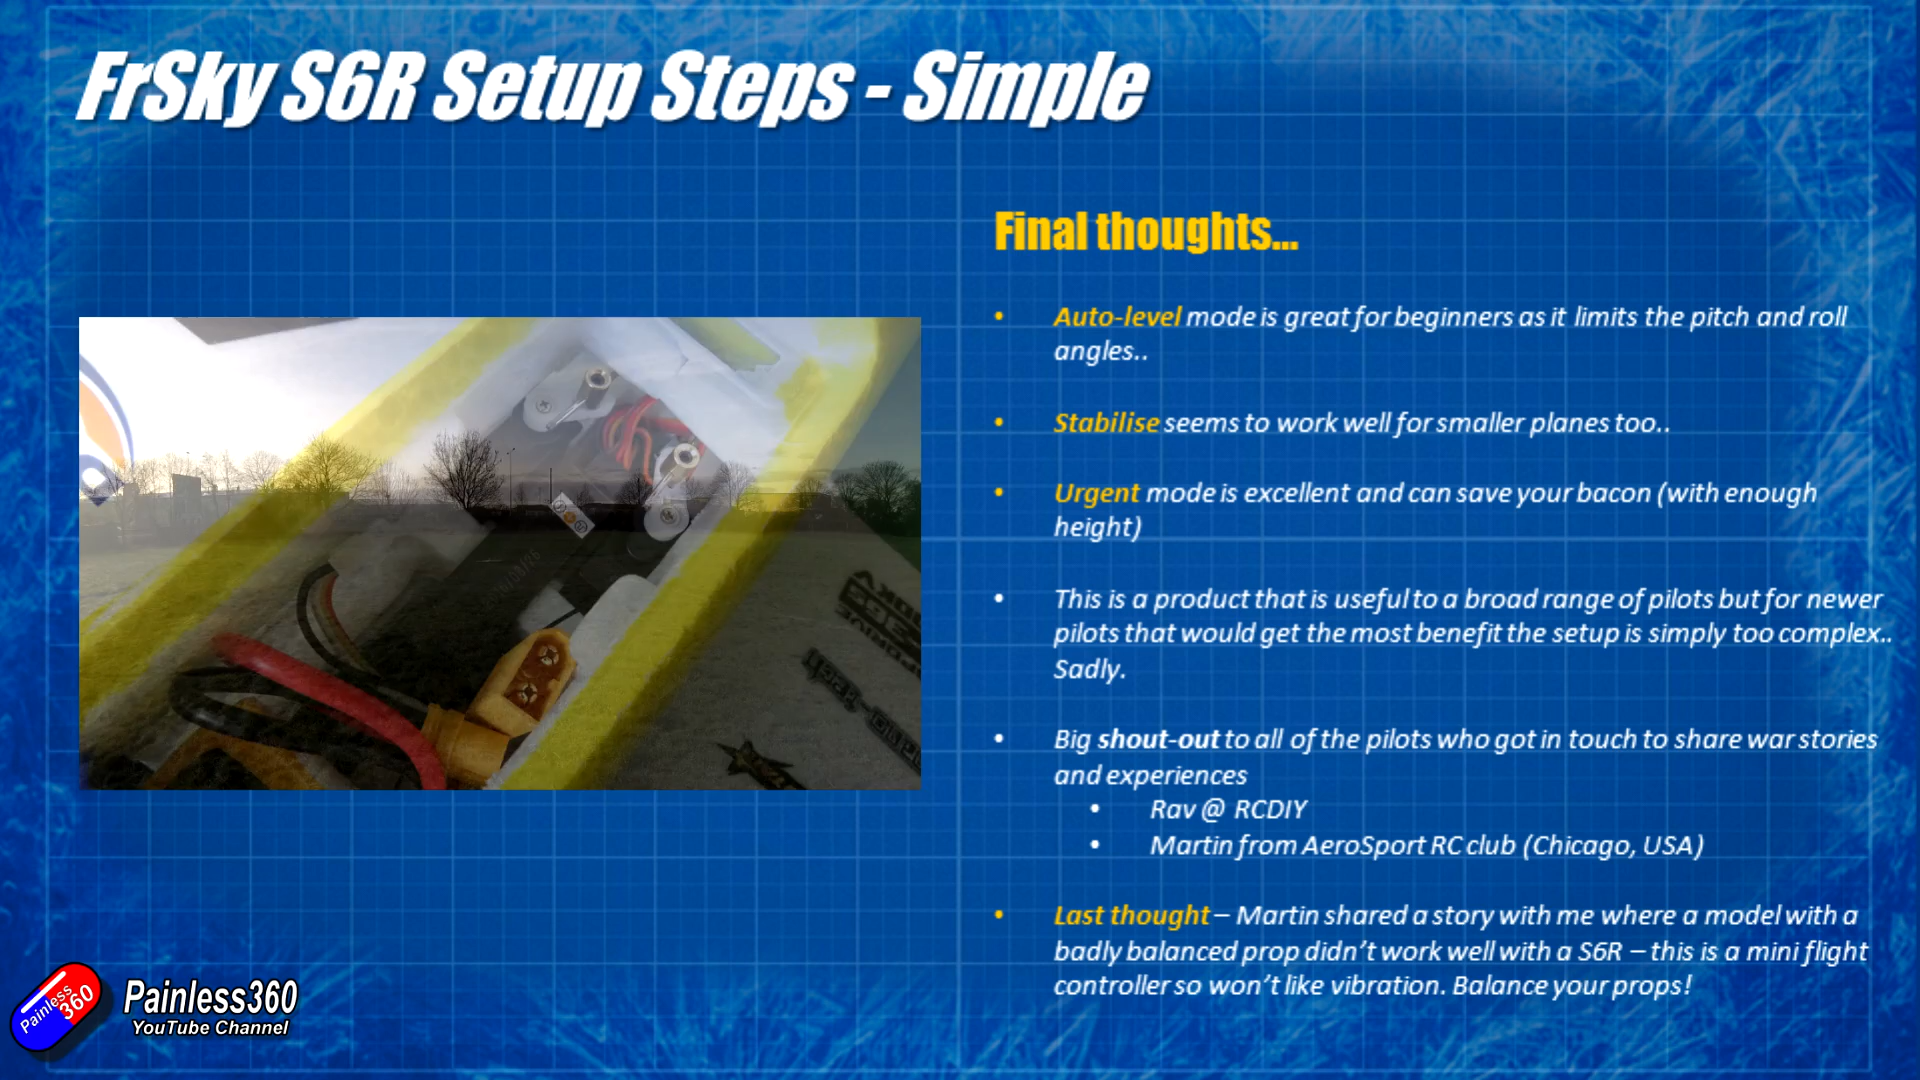 FrSky S6R Setup Steps - Simple
Final thoughts...
• Auto-level mode is great for beginners as it limits the pitch and roll
angles..
• Stabilise seems to work well for smaller planes too..
• Urgent mode is excellent and can save your bacon (with enough
height)
• This is a product that is useful to a broad range of pilots but for newer
pilots that would get the most benefit the setup is simply too complex..
Sadly.
• Big shout-out to all of the pilots who got in touch to share war stories
and experiences
• Rav @ RCDIY
• Martin from AeroSport RC club (Chicago, USA)
• Last thought – Martin shared a story with me where a model with a
badly balanced prop didn't work well with a S6R – this is a mini flight
controller so won't like vibration. Balance your props!
Painless
360
Painless360
YouTube Channel